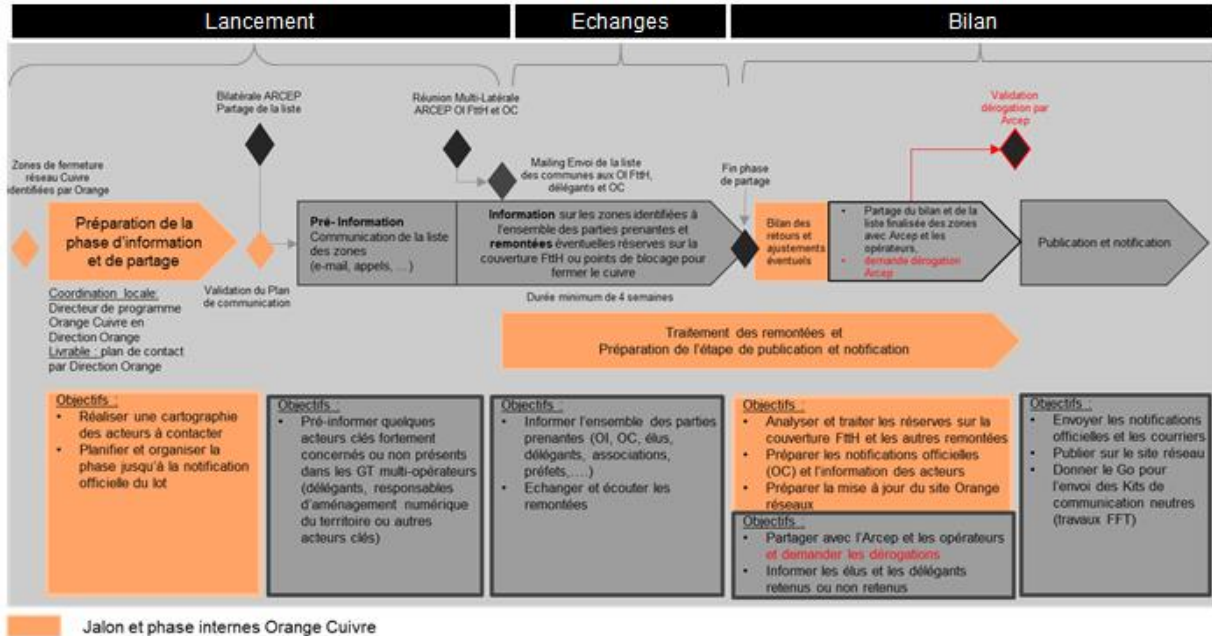 Lancement
Echanges
Bilan
Bilatérale ARCEP
Partage de la liste
Réunion Multi-Latérale
ARCEP OI FttH et OC
Validation
dérogation par
Arcep
Zones de fermeture
réseau Cuivre
identifiées par Orange
Mailing Envoi de la liste
des communes aux OI FttH,
délégants et OC
Fin phase
de partage
Préparation de la
phase d'information
et de partage
Pré- Information
Communication de la liste
des zones
(e-mail, appels, …)
Information sur les zones identifiées à
l'ensemble des parties prenantes et
remontées éventuelles réserves sur la
couverture FttH ou points de blocage pour
fermer le cuivre
Bilan des
retours et
ajustements
éventuels
• Partage du bilan et de la
liste finalisée des zones
avec Arcep et les
opérateurs,
• demande dérogation
Arcep
Publication et notification
Coordination locale:
Directeur de programme
Orange Cuivre en
Direction Orange
Livrable : plan de contact
par Direction Orange
Validation du Plan
de communication
Durée minimum de 4 semaines
Traitement des remontées et
Préparation de l'étape de publication et notification
Objectifs :
• Réaliser une cartographie
des acteurs à contacter
• Planifier et organiser la
phase jusqu'à la notification
officielle du lot
Objectifs :
• Pré-informer quelques
acteurs clés fortement
concernés ou non présents
dans les GT multi-opérateurs
(délégants, responsables
d'aménagement numérique
du territoire ou autres
acteurs clés)
Objectifs :
• Informer l'ensemble des parties
prenantes (OI, OC, élus,
délégants, associations,
préfets,….)
• Echanger et écouter les
remontées
Objectifs :
• Analyser et traiter les réserves sur la
couverture FttH et les autres remontées
• Préparer les notifications officielles
(OC) et l'information des acteurs
• Préparer la mise à jour du site Orange
réseaux
Objectifs :
• Partager avec l'Arcep et les opérateurs
et demander les dérogations
• Informer les élus et les délégants
retenus ou non retenus
Objectifs :
• Envoyer les notifications
officielles et les courriers
• Publier sur le site réseau
• Donner le Go pour
l'envoi des Kits de
communication neutres
(travaux FFT)
Jalon et phase internes Orange Cuivre